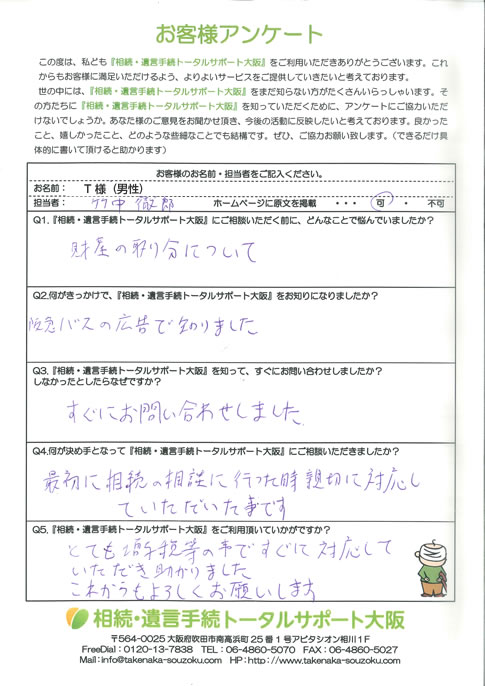 お客様アンケート
この度は、私ども『相続・遺言手続トータルサポート大阪』をご利用いただきありがとうございます。これ
からもお客様に満足いただけるよう、よりよいサービスをご提供していきたいと考えております。
世の中には、『相続・遺言手続トータルサポート大阪』をまだ知らない方がたくさんいらっしゃいます。そ
の方たちに『相続・遺言手続トータルサポート大阪』を知っていただくために、アンケートにご協力いただ
けないでしょうか。あなた様のご意見をお聞かせ頂き、今後の活動に反映したいと考えております。良かった
こと、嬉しかったこと、どのような些細なことでも結構です。ぜひ、ご協力お願い致します。（できるだけ具
体的に書いて頂けると助かります）
お客様のお名前・担当者をご記入ください。
お名前： T 様（男性）
担当者： 竹中 徹郎 ホームページに原文を掲載 ・・・ 可 ・ 不可
Q1.『相続・遺言手続トータルサポート大阪』にご相談いただく前に、どんなことで悩んでいましたか？
財産の取り分について
Q2.何がきっかけで、『相続・遺言手続トータルサポート大阪』をお知りになりましたか？
阪急バスの広告で知りました
Q3.『相続・遺言手続トータルサポート大阪』を知って、すぐにお問い合わせしましたか？
しなかったとしたらなぜですか？
すぐにお問い合わせしました.
Q4.何が決め手となって『相続・遺言手続トータルサポート大阪』にご相談いただきましたか？
最初に相続の相談に行った時親切に対応し
ていただいた事です
Q5.『相続・遺言手続トータルサポート大阪』をご利用頂いていかがですか？
とても相続税等の事ですぐに対応して
いただき助かりました
これからもよろしくお願いします
相続・遺言手続トータルサポート大阪
〒564-0025 大阪府吹田市南高浜町25番1号アビタシオン相川1F
FreeDial：0120-13-7838 TEL：06-4860-5070 FAX：06-4860-5027
Mail：info@takenaka-souzoku.com HP：http://www.takenaka-souzoku.com